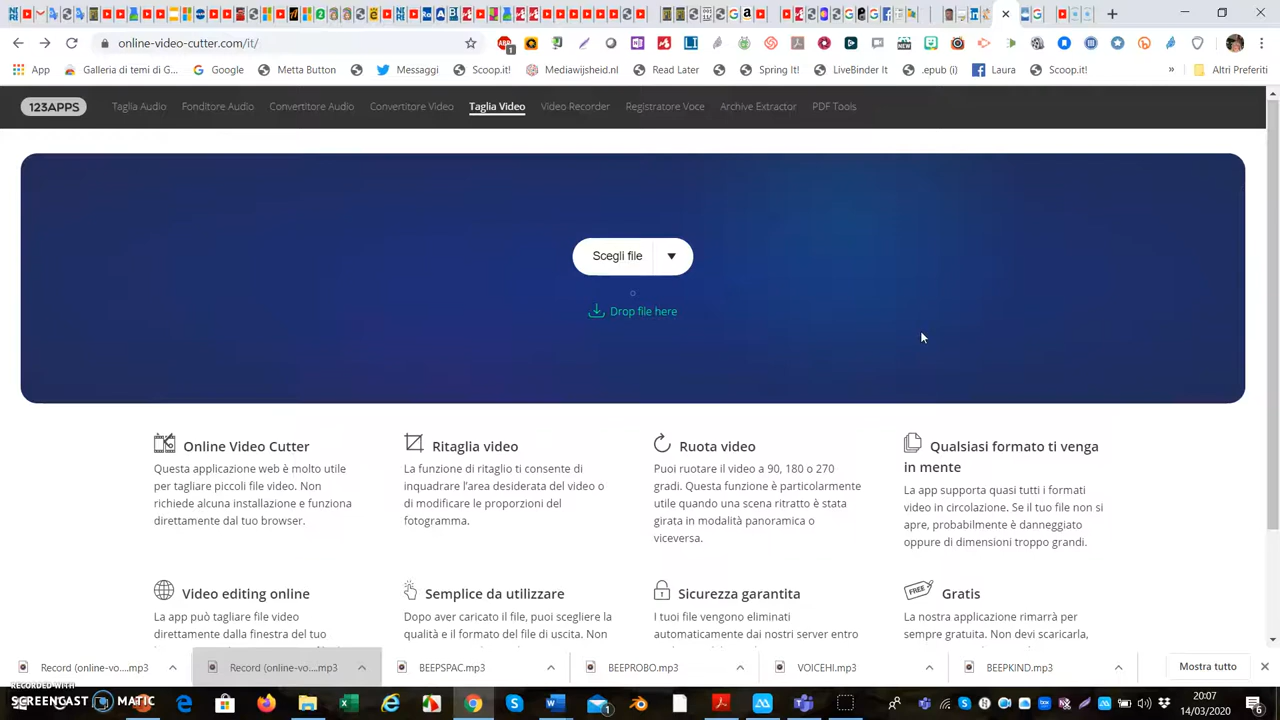 online-video-cutter.com/it/
App Galleria di temi di G... Google Metta Button Messaggi Scoop.it! Mediawijsheid.nl Read Later Spring It! LiveBinder It .epub (i) Laura Scoop.it! » Altri Preferiti
123APPS Taglia Audio Fonditore Audio Convertitore Audio Convertitore Video Taglia Video Video Recorder Registratore Voce Archive Extractor PDF Tools
Scegli file
o
Drop file here
Online Video Cutter
Questa applicazione web è molto utile
per tagliare piccoli file video. Non
richiede alcuna installazione e funziona
direttamente dal tuo browser.
Ritaglia video
La funzione di ritaglio ti consente di
inquadrare l'area desiderata del video o
di modificare le proporzioni del
fotogramma.
Ruota video
Puoi ruotare il video a 90, 180 o 270
gradi. Questa funzione è particolarmente
utile quando una scena ritratto è stata
girata in modalità panoramica o
viceversa.
Qualsiasi formato ti venga
in mente
La app supporta quasi tutti i formati
video in circolazione. Se il tuo file non si
apre, probabilmente è danneggiato
oppure di dimensioni troppo grandi.
Video editing online
La app può tagliare file video
direttamente dalla finestra del tuo
Semplice da utilizzare
Dopo aver caricato il file, puoi scegliere la
qualità e il formato del file di uscita. Non
Sicurezza garantita
I tuoi file vengono eliminati
automaticamente dai nostri server entro
FREE Gratis
La nostra applicazione rimarrà per
sempre gratuita. Non devi scaricarla,
Record (online-vo....mp3 Record (online-vo....mp3 BEEPSPAC.mp3 BEEPROBO.mp3 VOICEHI.mp3 BEEPKIND.mp3 Mostra tutto
RECORDED WITH
SCREENCAST MATIC
20:07
14/03/2020
6